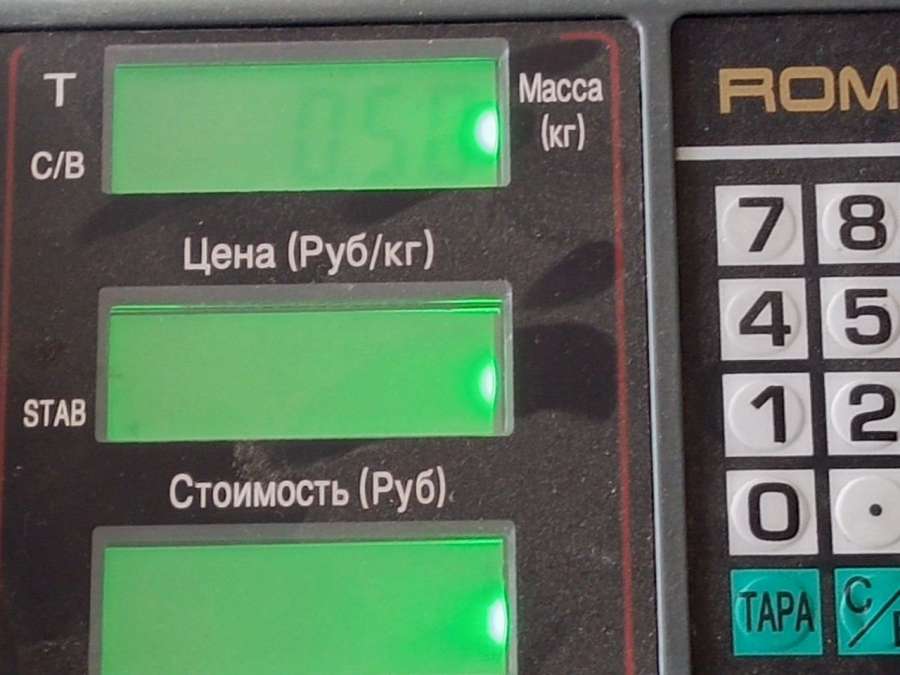 T
Масса
(кг)
С/В
Цена (Руб/кг)
STAB
Стоимость (Руб)
ROM
7 8
4 5
1 2
0 .
ТАРА С/